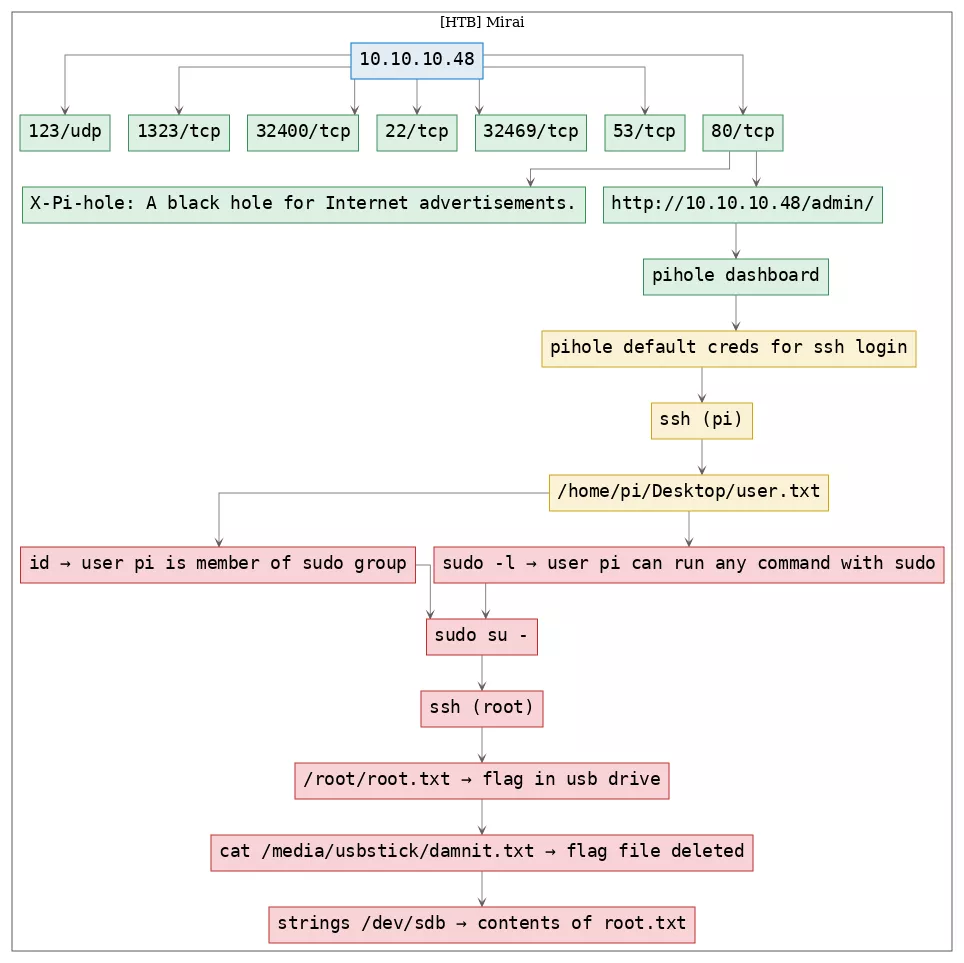 [HTB] Mirai
10.10.10.48
123/udp
1323/tcp
32400/tcp
22/tcp
32469/tcp
53/tcp
80/tcp
X-Pi-hole: A black hole for Internet advertisements.
http://10.10.10.48/admin/
pihole dashboard
pihole default creds for ssh login
ssh (pi)
/home/pi/Desktop/user.txt
id → user pi is member of sudo group
sudo -l → user pi can run any command with sudo
sudo su -
ssh (root)
/root/root.txt → flag in usb drive
cat /media/usbstick/damnit.txt → flag file deleted
strings /dev/sdb → contents of root.txt